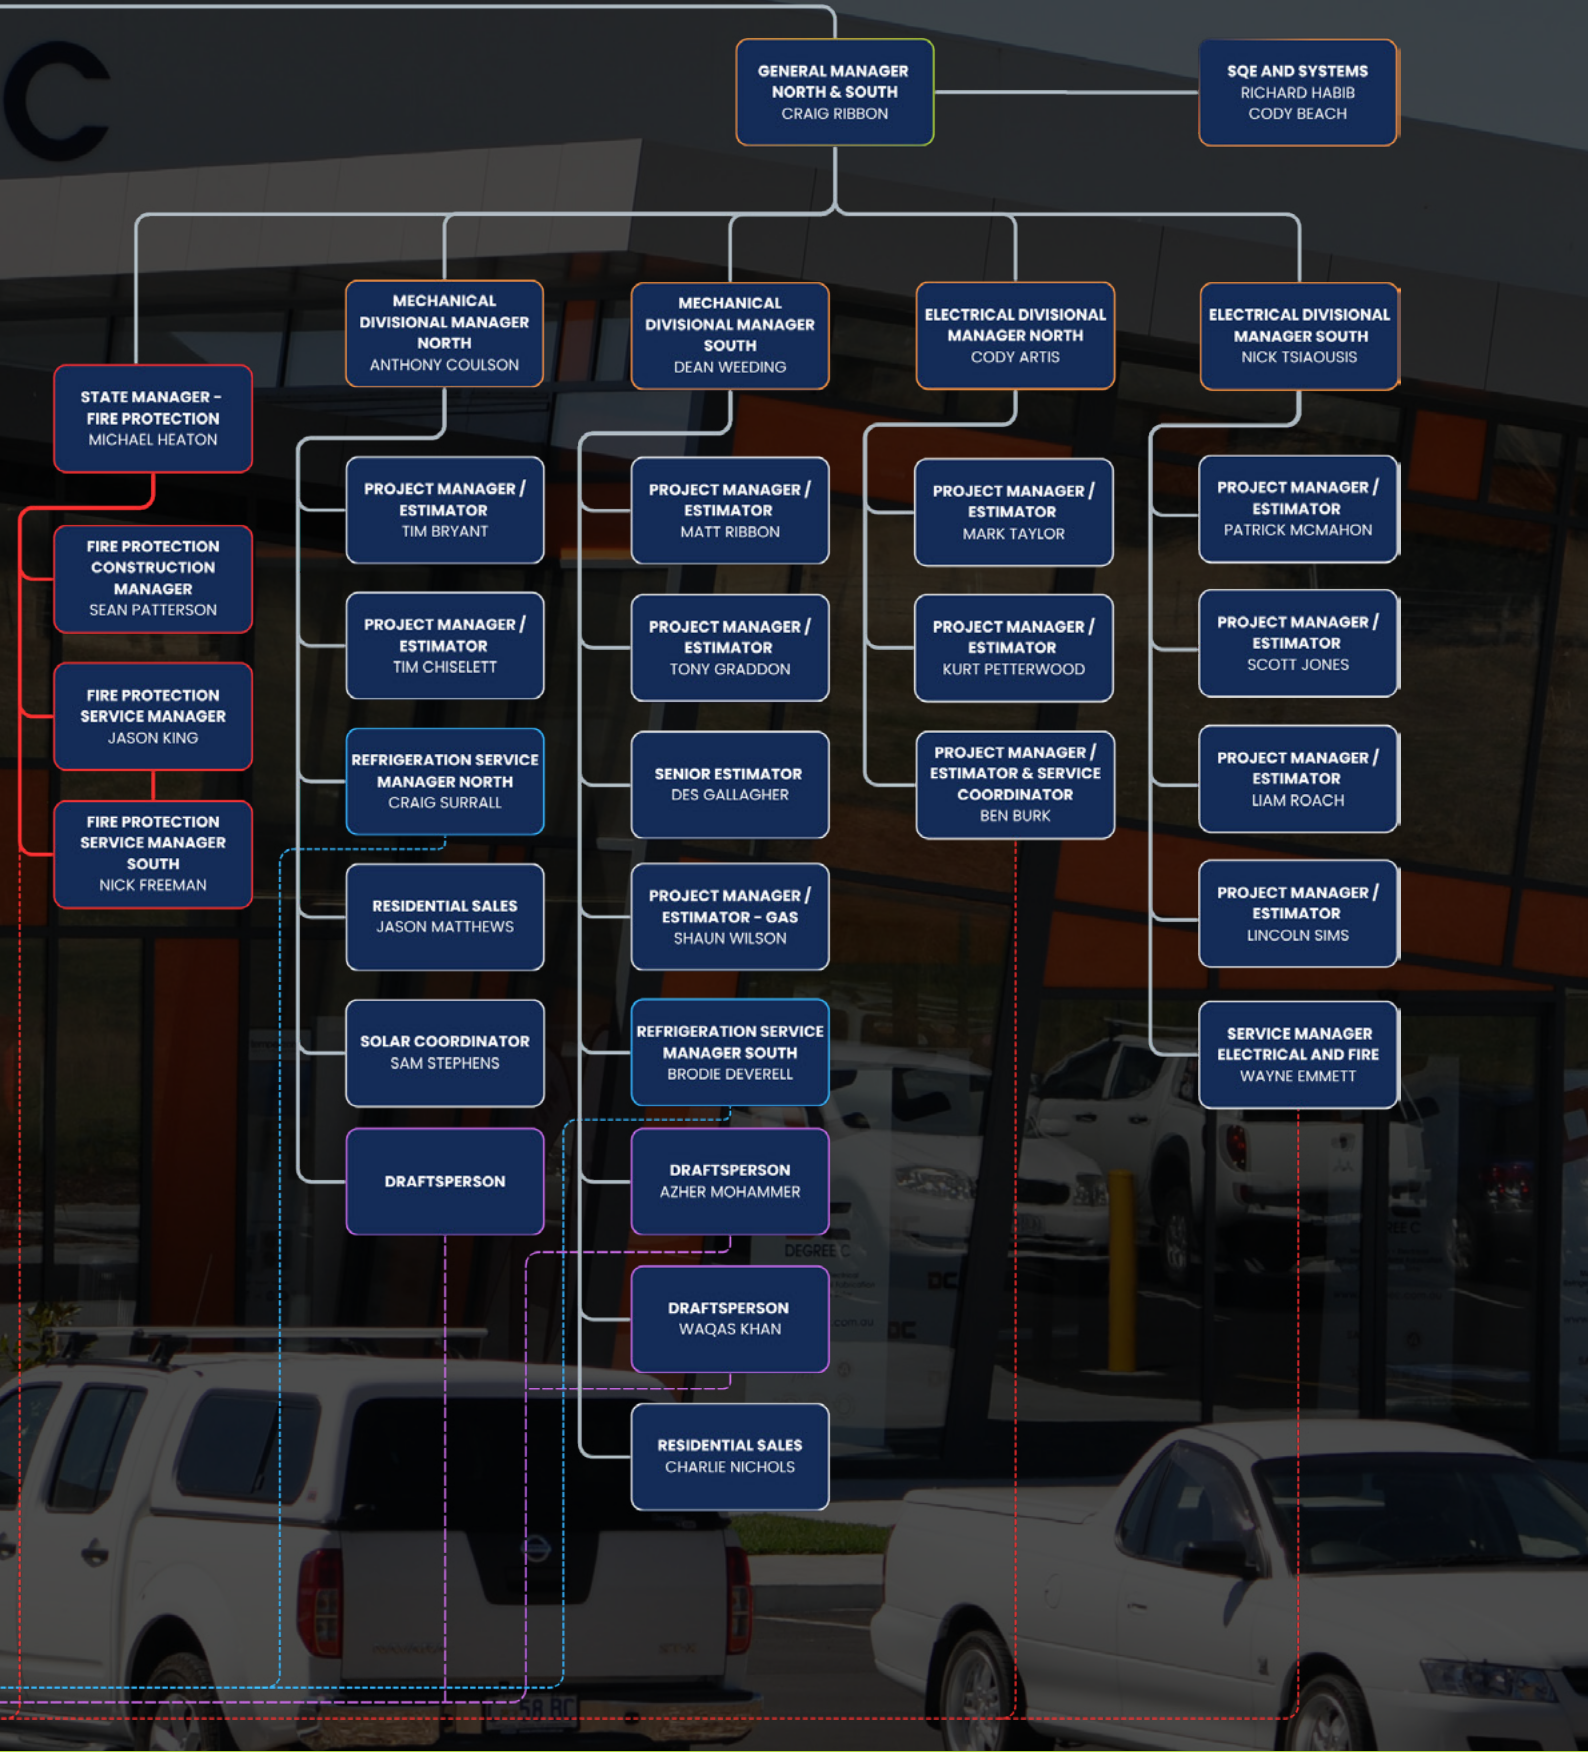 C
GENERAL MANAGER
NORTH & SOUTH
CRAIG RIBBON
SQE AND SYSTEMS
RICHARD HABIB
CODY BEACH
STATE MANAGER -
FIRE PROTECTION
MICHAEL HEATON
FIRE PROTECTION
CONSTRUCTION
MANAGER
SEAN PATTERSON
FIRE PROTECTION
SERVICE MANAGER
JASON KING
FIRE PROTECTION
SERVICE MANAGER
SOUTH
NICK FREEMAN
MECHANICAL
DIVISIONAL MANAGER
NORTH
ANTHONY COULSON
PROJECT MANAGER /
ESTIMATOR
TIM BRYANT
PROJECT MANAGER /
ESTIMATOR
TIM CHISELETT
REFRIGERATION SERVICE
MANAGER NORTH
CRAIG SURRALL
RESIDENTIAL SALES
JASON MATTHEWS
SOLAR COORDINATOR
SAM STEPHENS
DRAFTSPERSON
MECHANICAL
DIVISIONAL MANAGER
SOUTH
DEAN WEEDING
PROJECT MANAGER /
ESTIMATOR
MATT RIBBON
PROJECT MANAGER /
ESTIMATOR
TONY GRADDON
SENIOR ESTIMATOR
DES GALLAGHER
PROJECT MANAGER /
ESTIMATOR - GAS
SHAUN WILSON
REFRIGERATION SERVICE
MANAGER SOUTH
BRODIE DEVERELL
DRAFTSPERSON
AZHER MOHAMMER
DRAFTSPERSON
WAQAS KHAN
RESIDENTIAL SALES
CHARLIE NICHOLS
ELECTRICAL DIVISIONAL
MANAGER NORTH
CODY ARTIS
PROJECT MANAGER /
ESTIMATOR
MARK TAYLOR
PROJECT MANAGER /
ESTIMATOR
KURT PETTERWOOD
PROJECT MANAGER /
ESTIMATOR & SERVICE
COORDINATOR
BEN BURK
ELECTRICAL DIVISIONAL
MANAGER SOUTH
NICK TSIAOUSIS
PROJECT MANAGER /
ESTIMATOR
PATRICK MCMAHON
PROJECT MANAGER /
ESTIMATOR
SCOTT JONES
PROJECT MANAGER /
ESTIMATOR
LIAM ROACH
PROJECT MANAGER /
ESTIMATOR
LINCOLN SIMS
SERVICE MANAGER
ELECTRICAL AND FIRE
WAYNE EMMETT
DEGREE C
.com.au